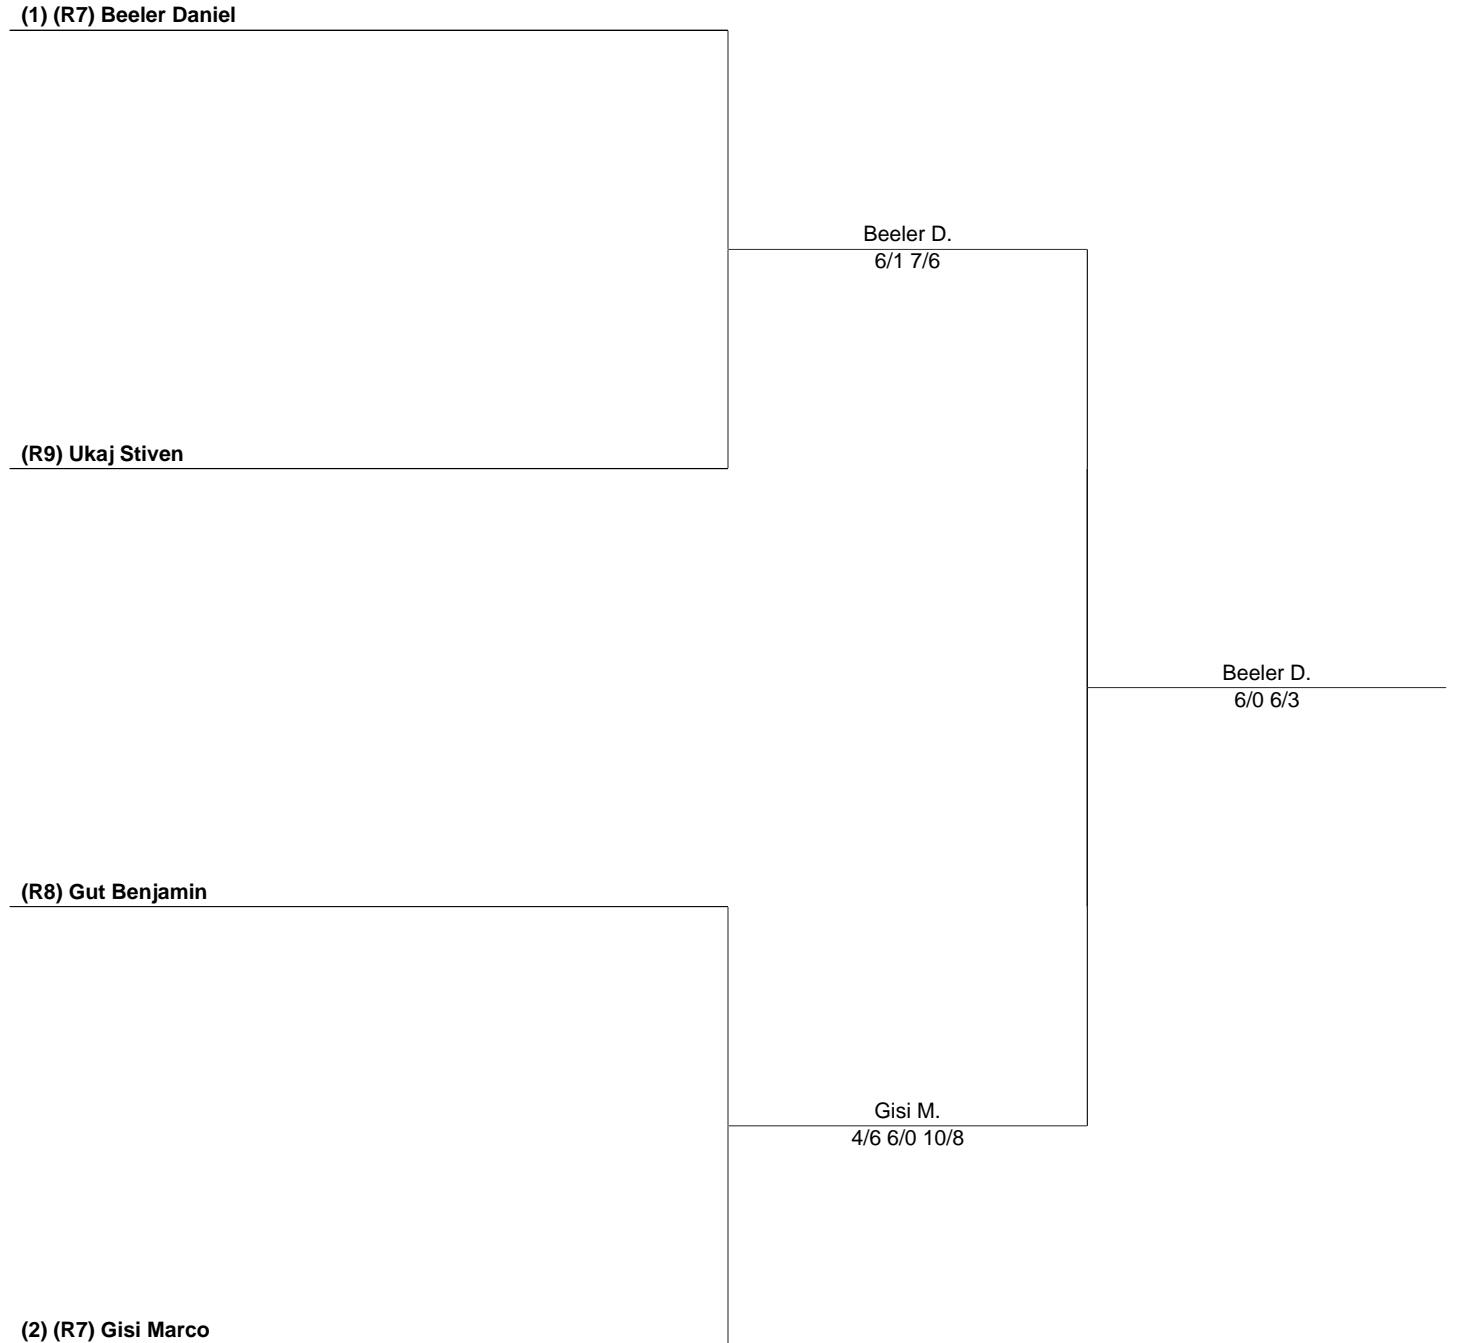 (1) (R7) Beeler Daniel
Beeler D.
6/1 7/6
(R9) Ukaj Stiven
Beeler D.
6/0 6/3
(R8) Gut Benjamin
Gisi M.
4/6 6/0 10/8
(2) (R7) Gisi Marco